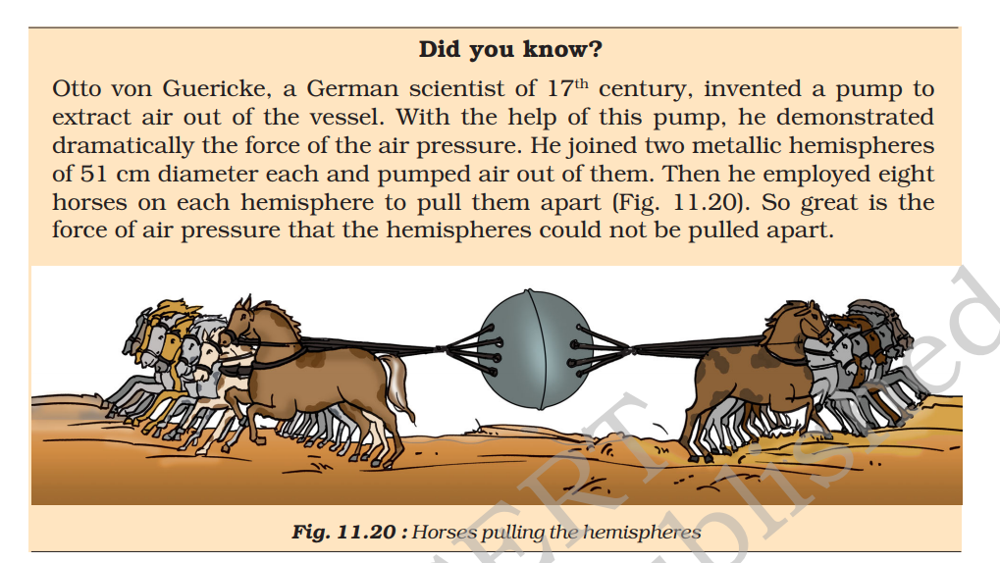 Did you know?
Otto von Guericke, a German scientist of 17th century, invented a pump to
extract air out of the vessel. With the help of this pump, he demonstrated
dramatically the force of the air pressure. He joined two metallic hemispheres
of 51 cm diameter each and pumped air out of them. Then he employed eight
horses on each hemisphere to pull them apart (Fig. 11.20). So great is the
force of air pressure that the hemispheres could not be pulled apart.
Fig. 11.20 : Horses pulling the hemispheres